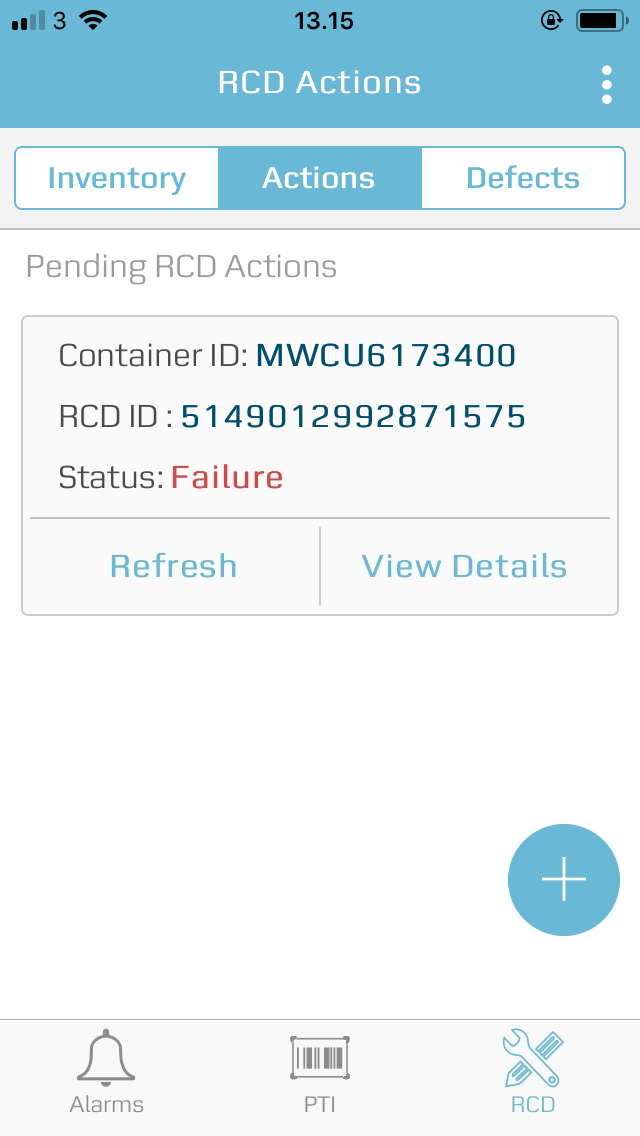 3 13.15
RCD Actions
Inventory Actions Defects
Pending RCD Actions
Container ID: MWCU6173400
RCD ID : 5149012992871575
Status: Failure
Refresh View Details
Alarms PTI RCD